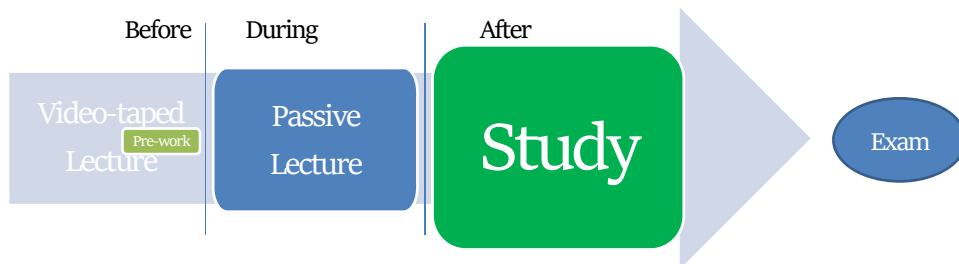 Before During After
Video-taped
Pre-work
Lecture
Passive
Lecture
Study
Exam